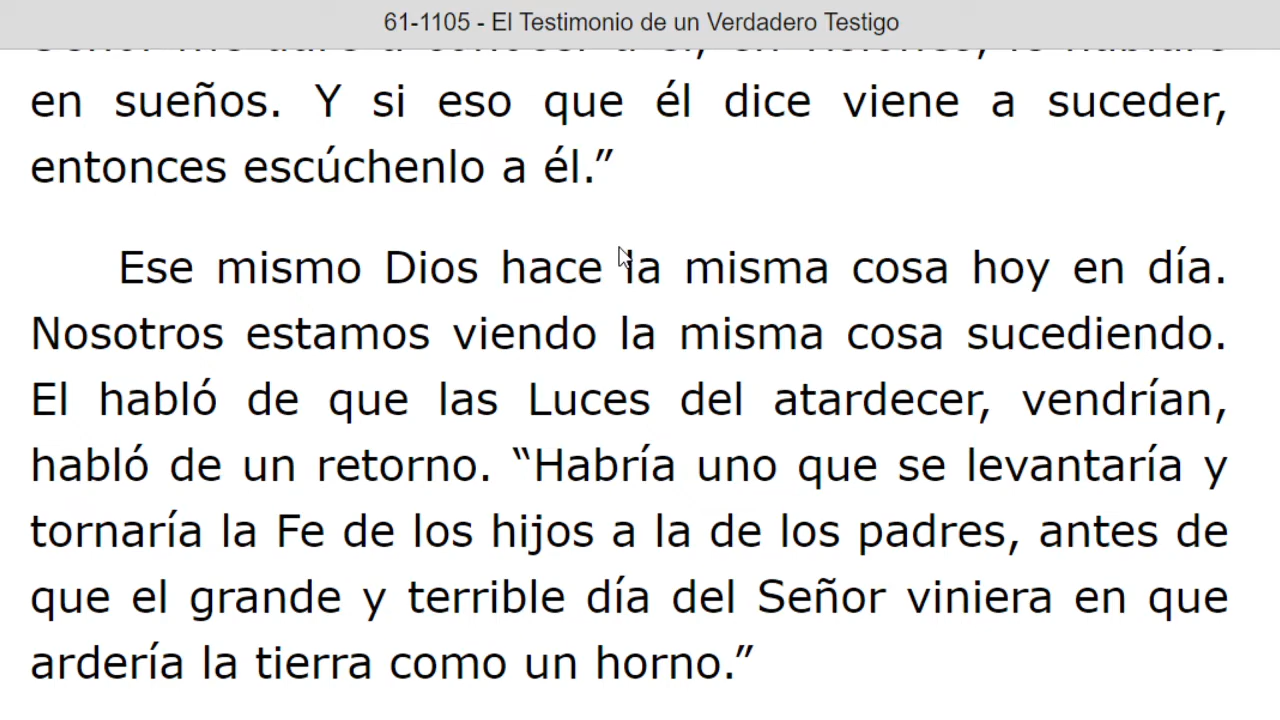 61-1105 - El Testimonio de un Verdadero Testigo
en sueños. Y si eso que él dice viene a suceder,
entonces escúchenlo a él.”
Ese mismo Dios hace la misma cosa hoy en día.
Nosotros estamos viendo la misma cosa sucediendo.
El habló de que las Luces del atardecer, vendrían,
habló de un retorno. “Habría uno que se levantaría y
tornaría la Fe de los hijos a la de los padres, antes de
que el grande y terrible día del Señor viniera en que
ardería la tierra como un horno.”